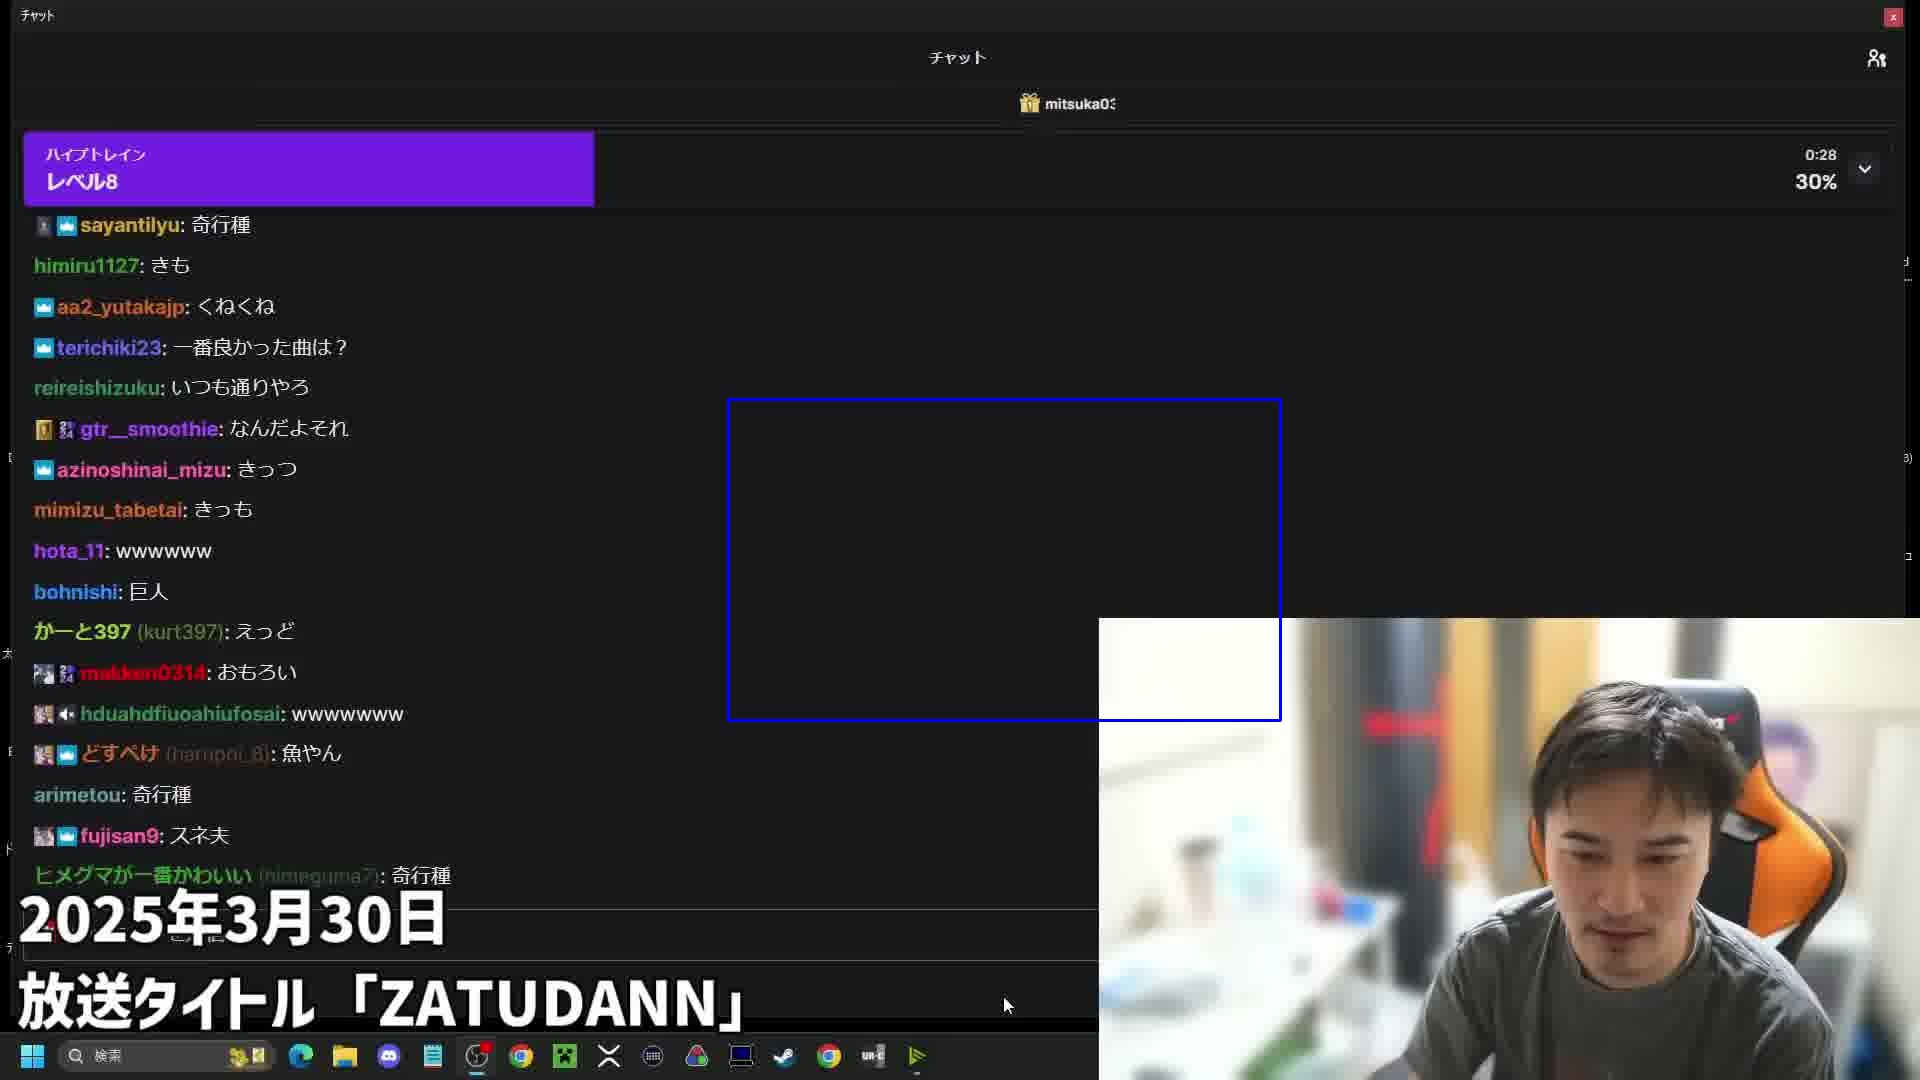 チャット
チャット
mitsuka03
ハイプトレイン
レベル8
0:28
30%
sayantilyu: 奇行種
himiru1127: きも
aa2_yutakajp: くねくね
terichiki23: 一番良かった曲は？
reireishizuku: いつも通りやろ
gtr__smoothie: なんだよそれ
azinoshinai_mizu: きっつ
mimizu_tabetai: きっも
hota_11: wwwwww
bohnishi: 巨人
かーと397 (kurt397): えっど
makken0314: おもろい
hduahdfiuoahiufosai: wwwwwww
どすペけ (harupoi_8): 魚やん
arimetou: 奇行種
fujisan9: スネ夫
ヒメグマが一番かわいい (himeguma7): 奇行種
2025年3月30日
放送タイトル「ZATUDANN」
検索